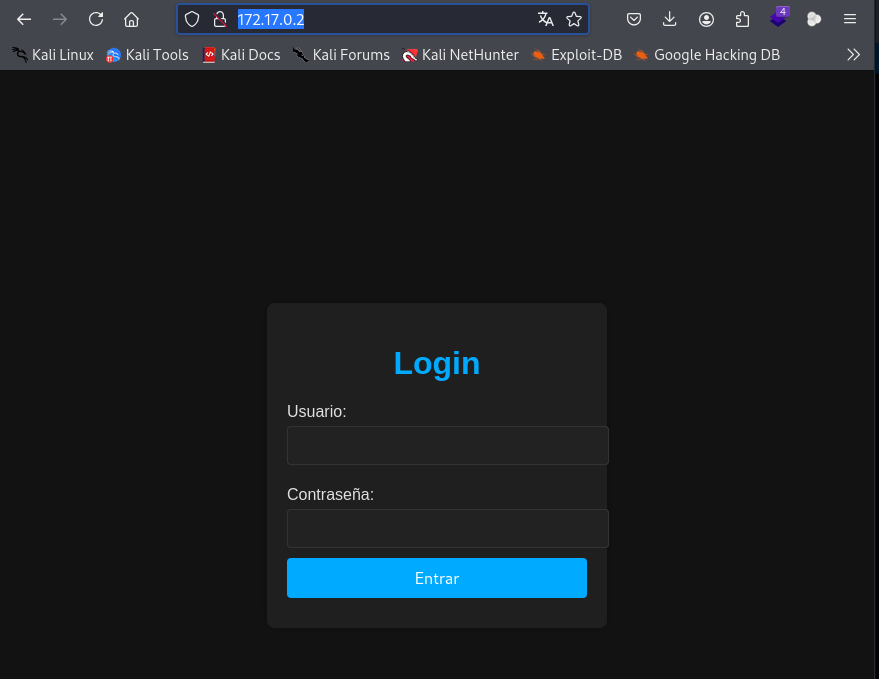 172.17.0.2
4
Kali Linux Kali Tools Kali Docs Kali Forums Kali NetHunter Exploit-DB Google Hacking DB
Login
Usuario:
Contraseña:
Entrar